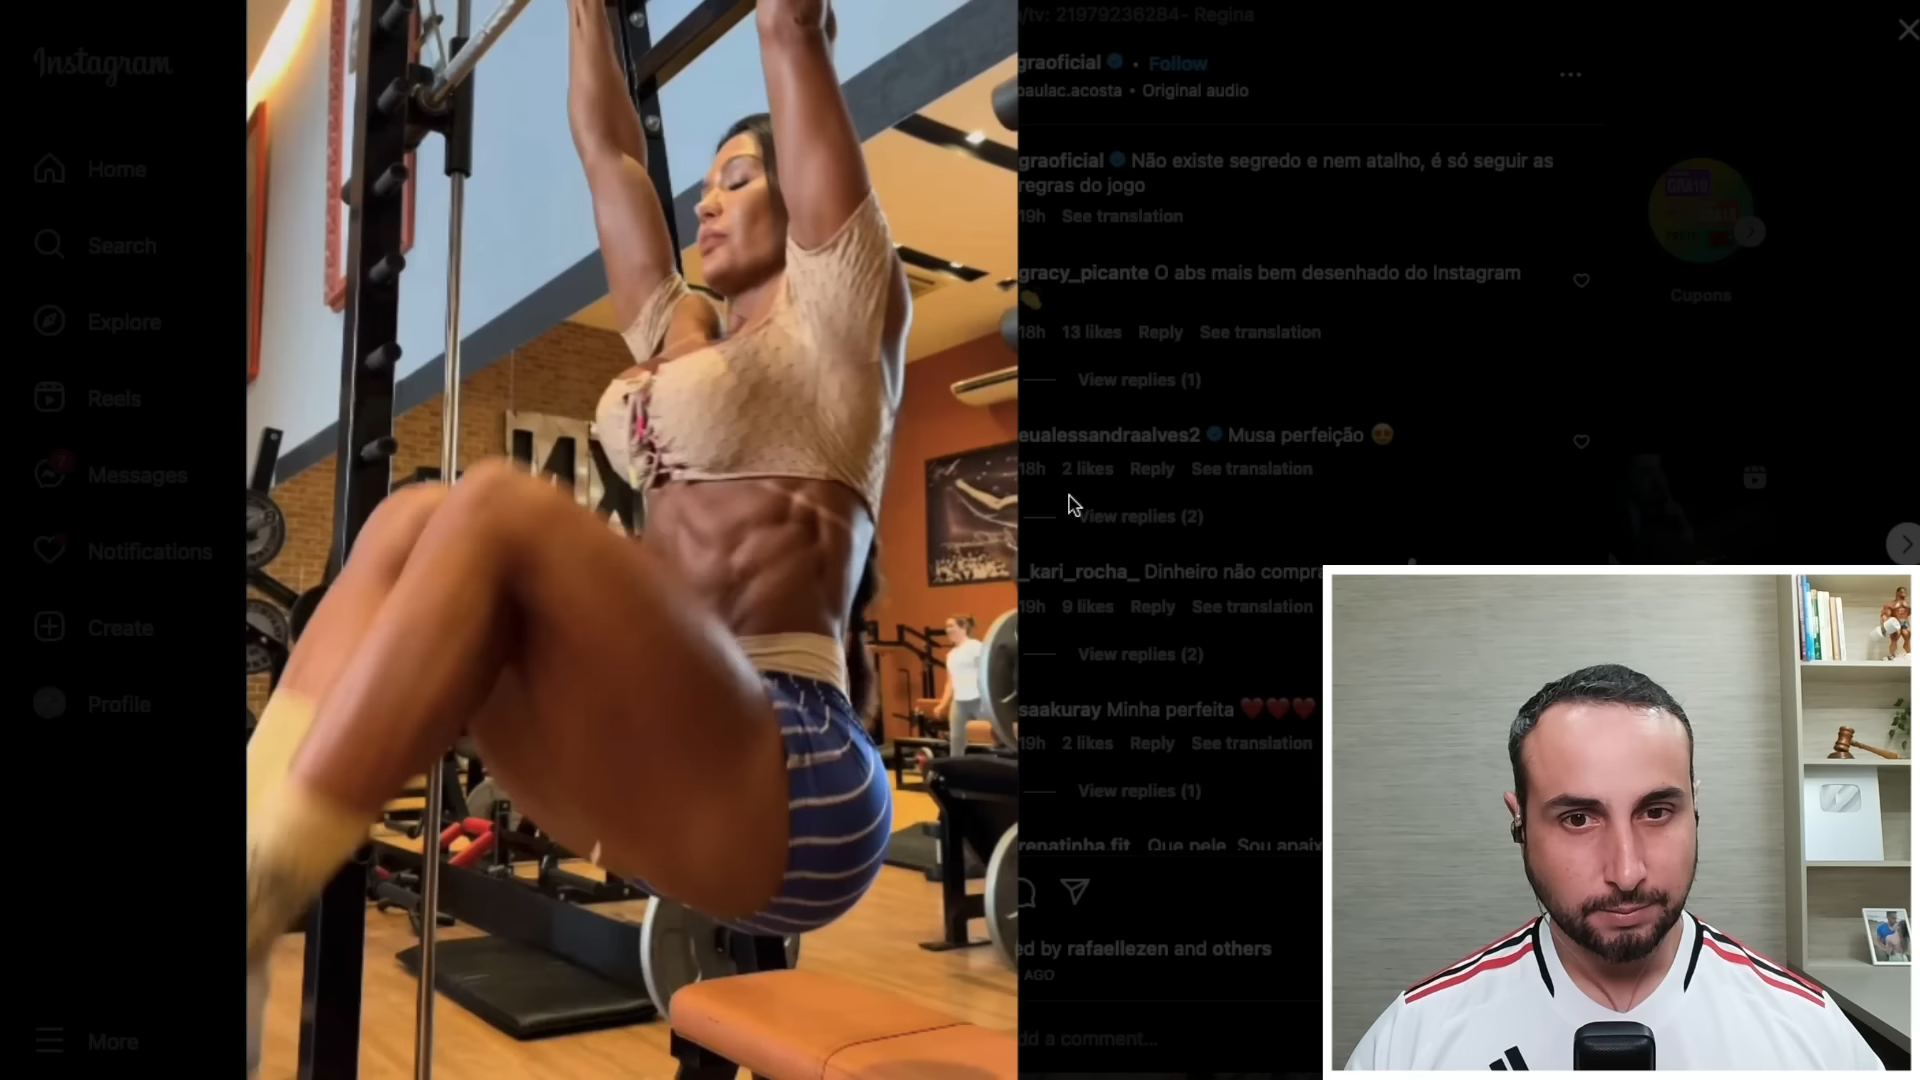 Instagram
Home
Search
Explore
Reels
7
Messages
Notifications
Create
Profile
More
/tv: 21979236284- Regina
graoficial • Follow
paulac.acosta • Original audio
graoficial Não existe segredo e nem atalho, é só seguir as
regras do jogo
19h See translation
gracy_picante O abs mais bem desenhado do Instagram
18h 13 likes Reply See translation
View replies (1)
eualessandraalves2 Musa perfeição 😍
18h 2 likes Reply See translation
View replies (2)
_kari_rocha_ Dinheiro não compra
19h 9 likes Reply See translation
View replies (2)
saakuray Minha perfeita ❤️❤️❤️
19h 2 likes Reply See translation
View replies (1)
renatinha.fit Que pele Sou apaix
ed by rafaellezen and others
AGO
dd a comment...
Cupons